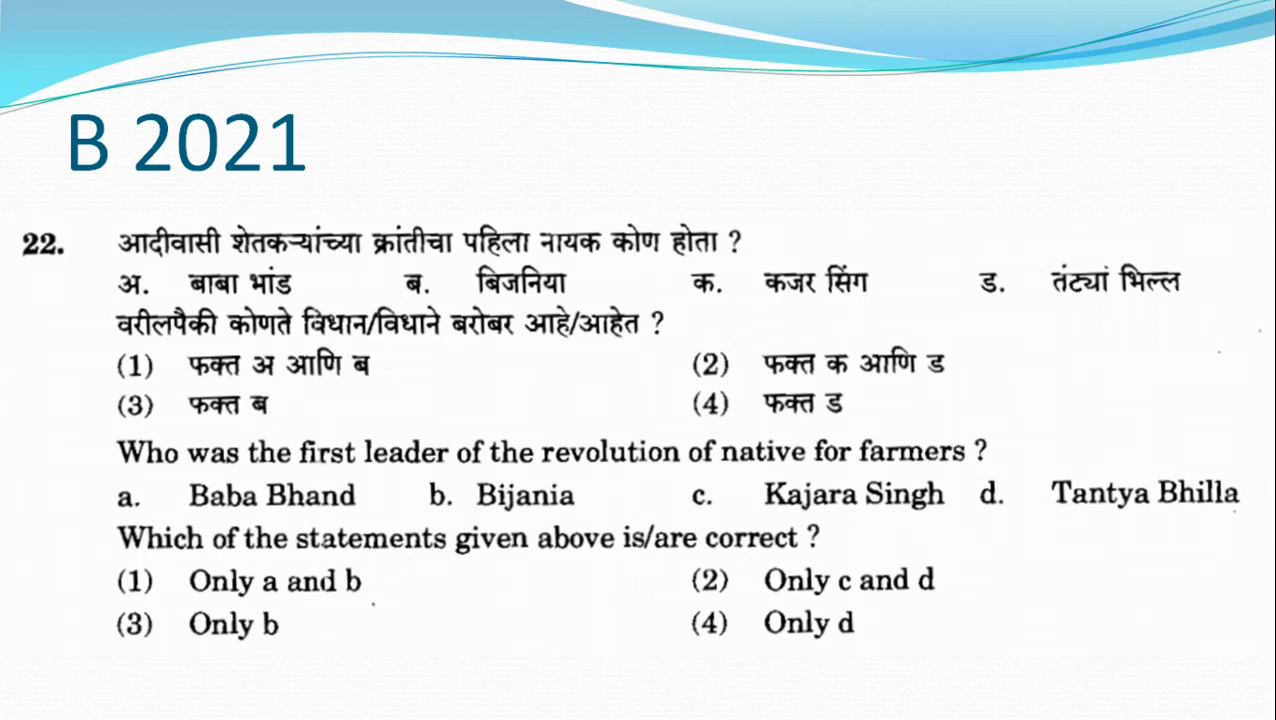 B 2021
22. आदीवासी शेतकऱ्यांच्या क्रांतीचा पहिला नायक कोण होता ?
अ. बाबा भांड ब. बिजनिया क. कजर सिंग ड. तंट्यां भिल्ल
वरीलपैकी कोणते विधान/विधाने बरोबर आहे/आहेत ?
(1) फक्त अ आणि ब (2) फक्त क आणि ड
(3) फक्त ब (4) फक्त ड
Who was the first leader of the revolution of native for farmers ?
a. Baba Bhand b. Bijania c. Kajara Singh d. Tantya Bhilla
Which of the statements given above is/are correct ?
(1) Only a and b (2) Only c and d
(3) Only b (4) Only d